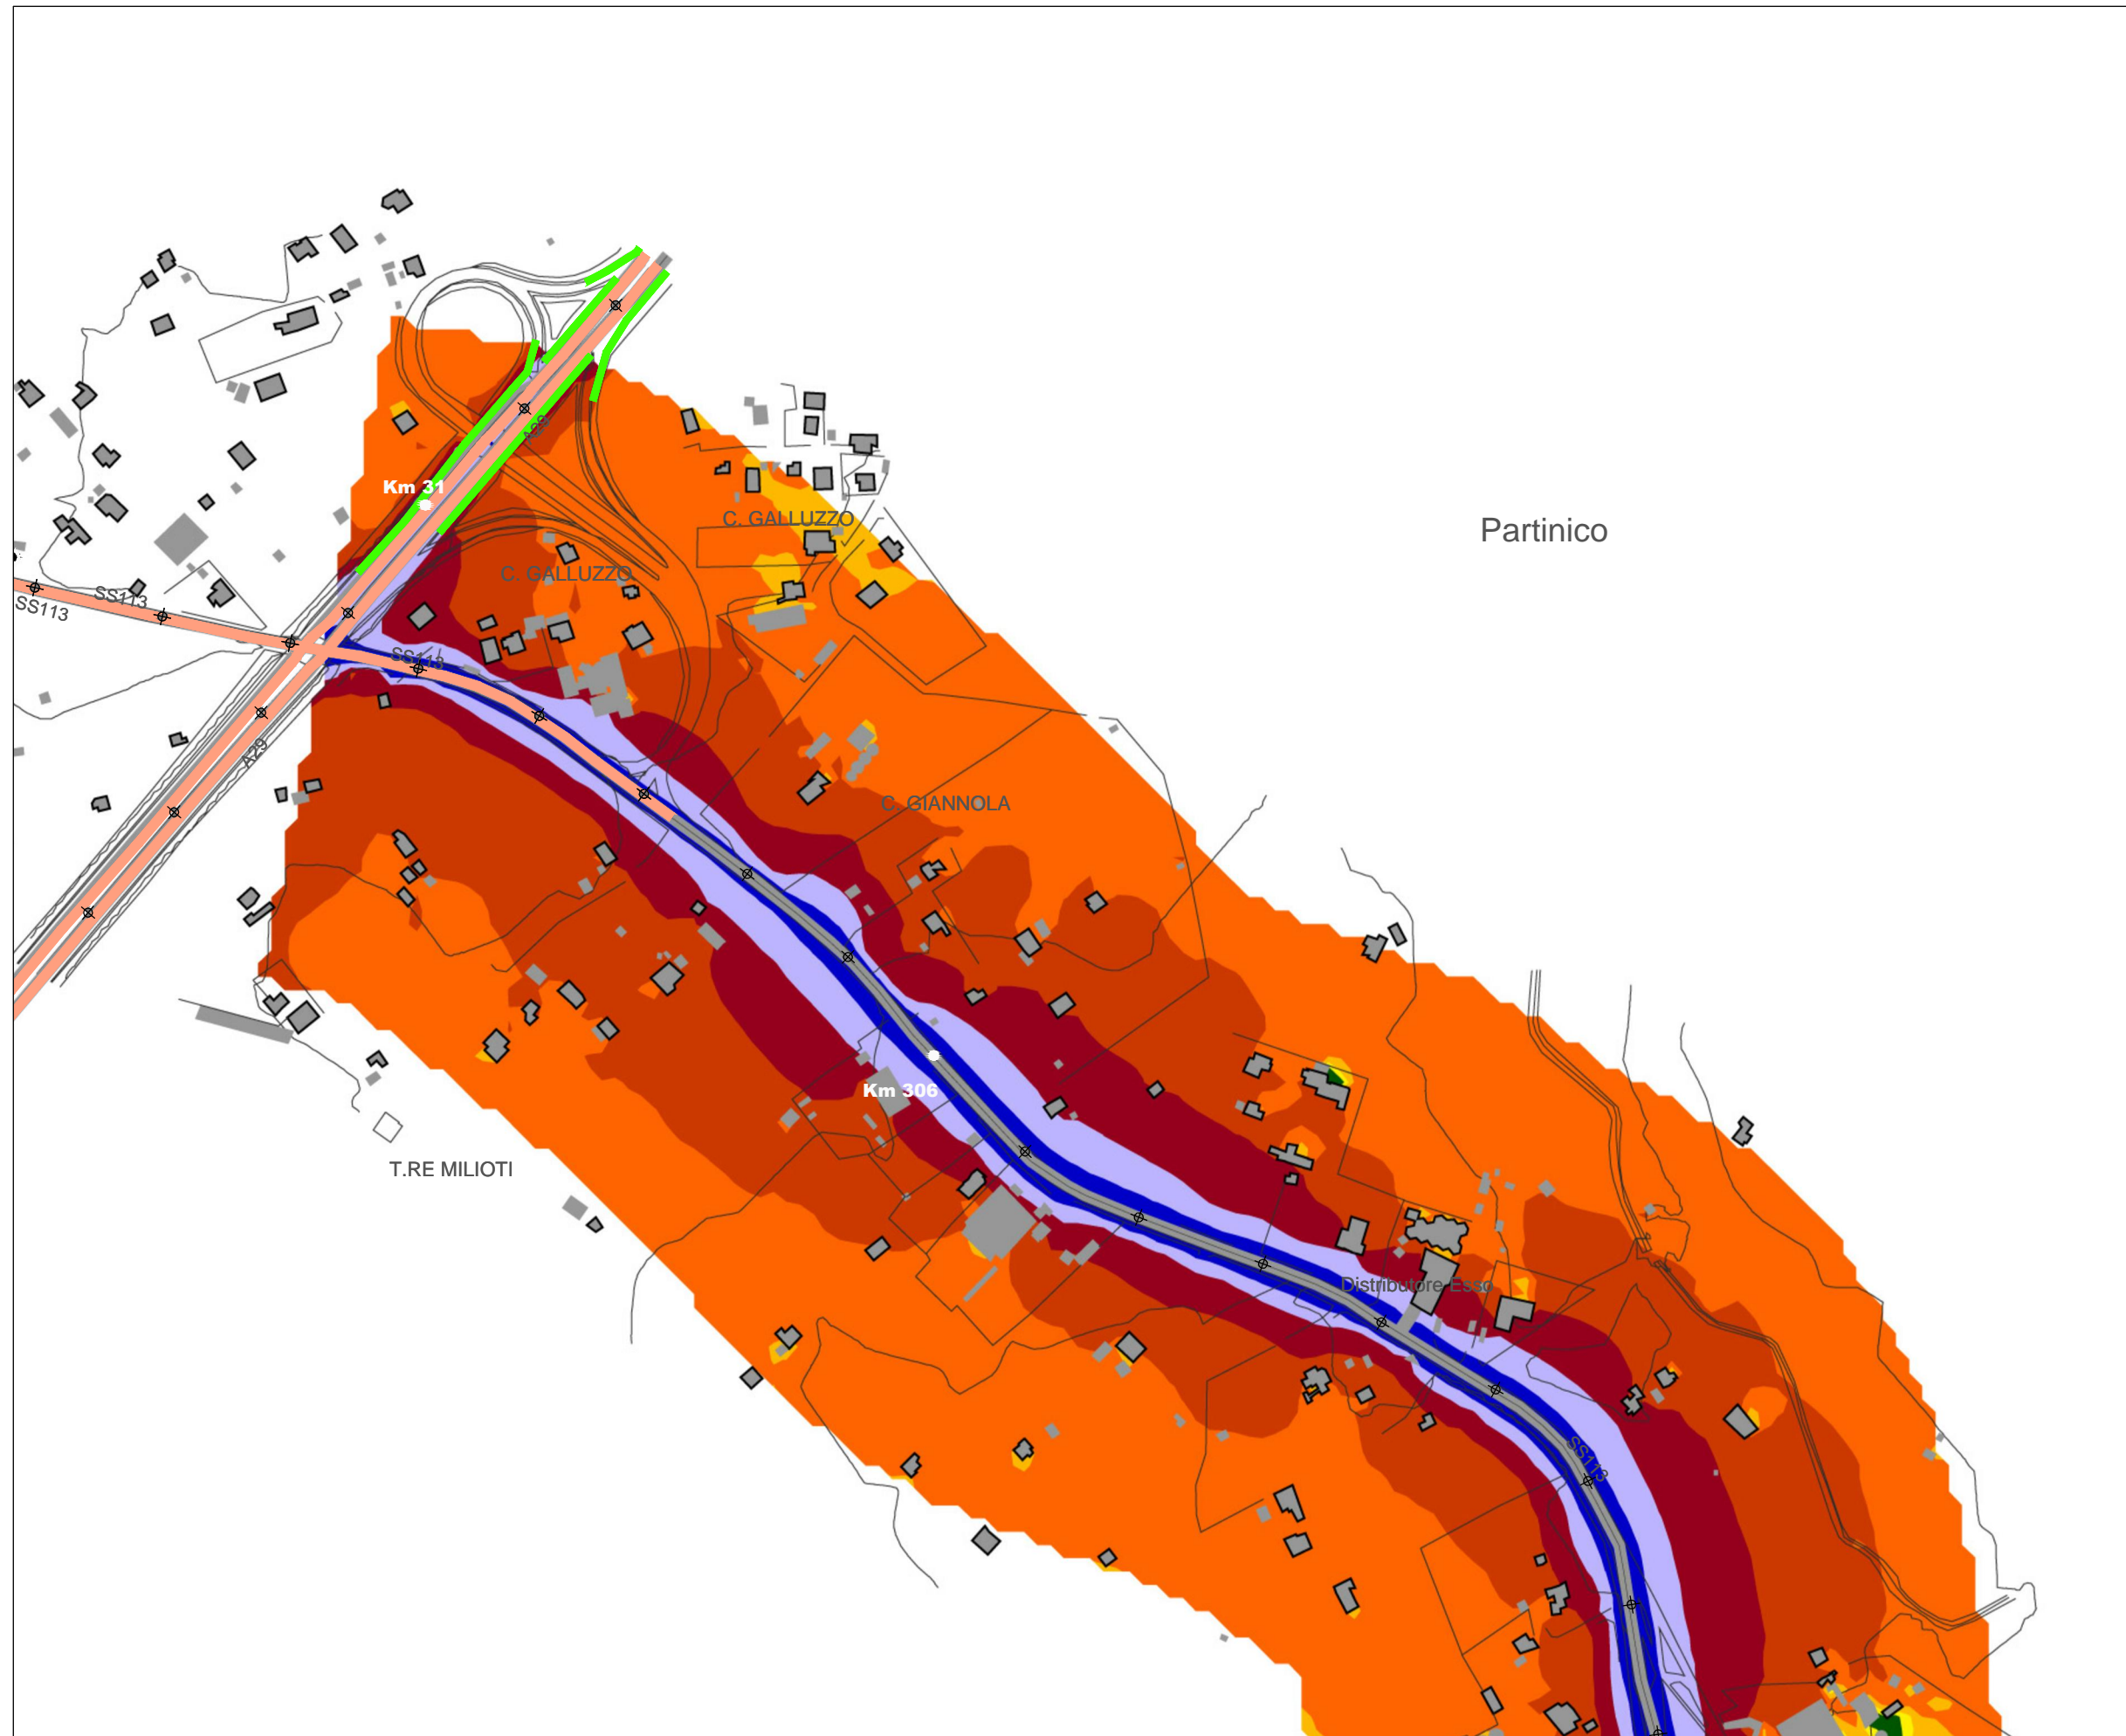 Km 31
C. GALLUZZO
Partinico
C. GALLUZZO
SS113
SS113
SS113
A29
C. GIANNOLA
Km 306
T.RE MILIOTI
Distributore Esso
SS113